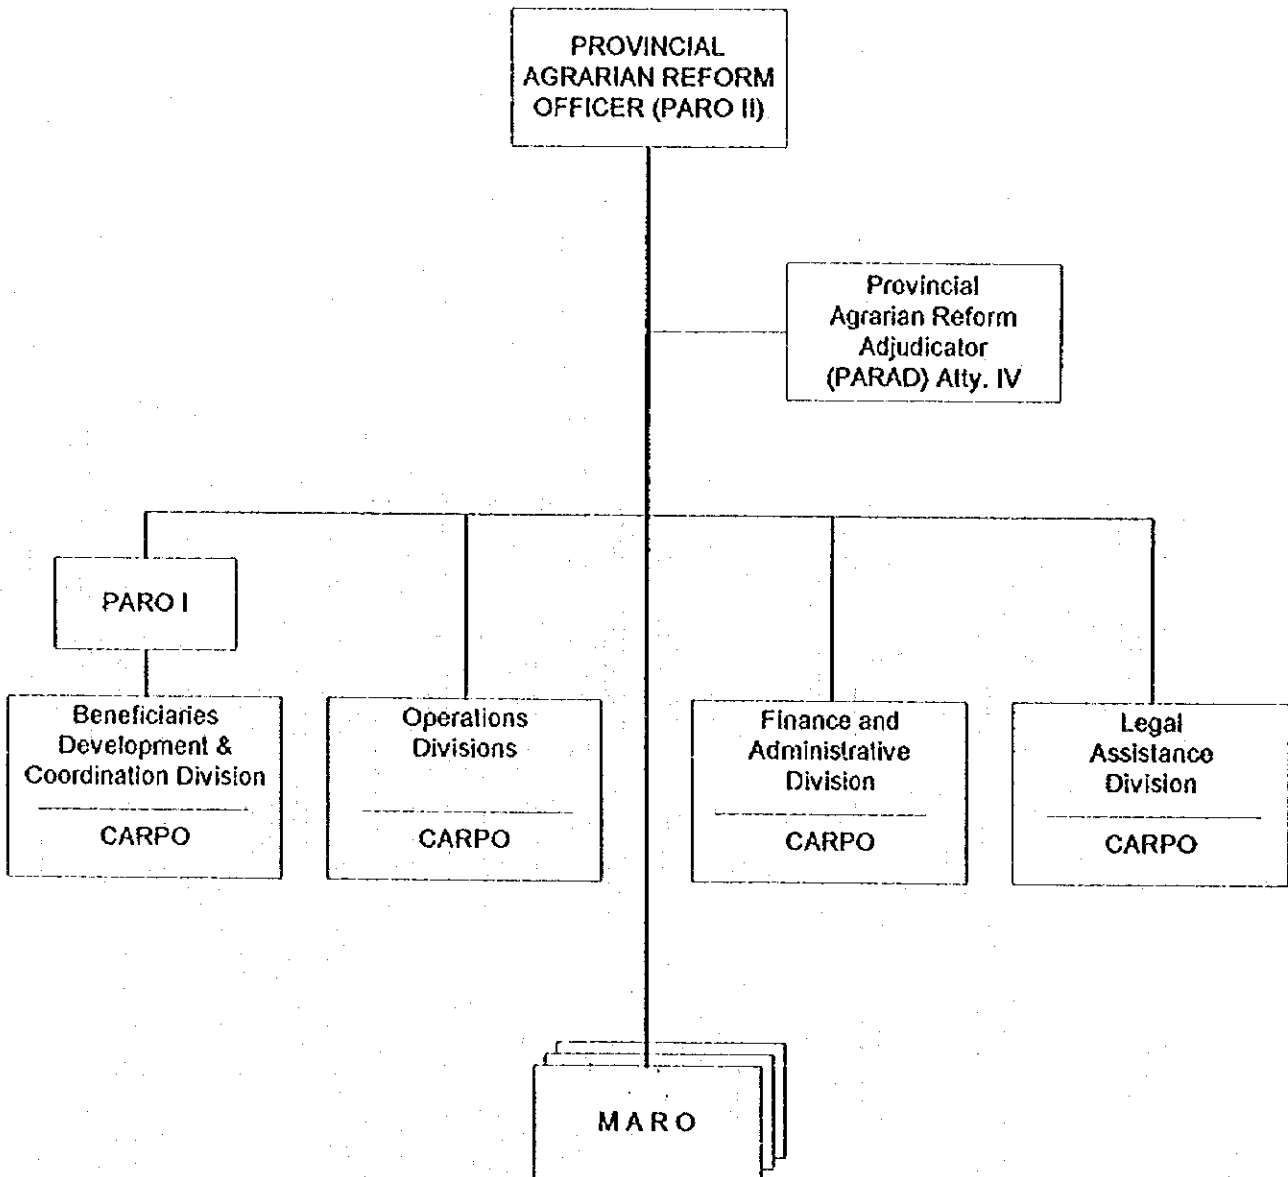 PROVINCIAL
AGRARIAN REFORM
OFFICER (PARO II)
Provincial
Agrarian Reform
Adjudicator
(PARAD) Atty. IV
PARO I
Beneficiaries
Development &
Coordination Division
CARPO
Operations
Divisions
CARPO
Finance and
Administrative
Division
CARPO
Legal
Assistance
Division
CARPO
M A R O